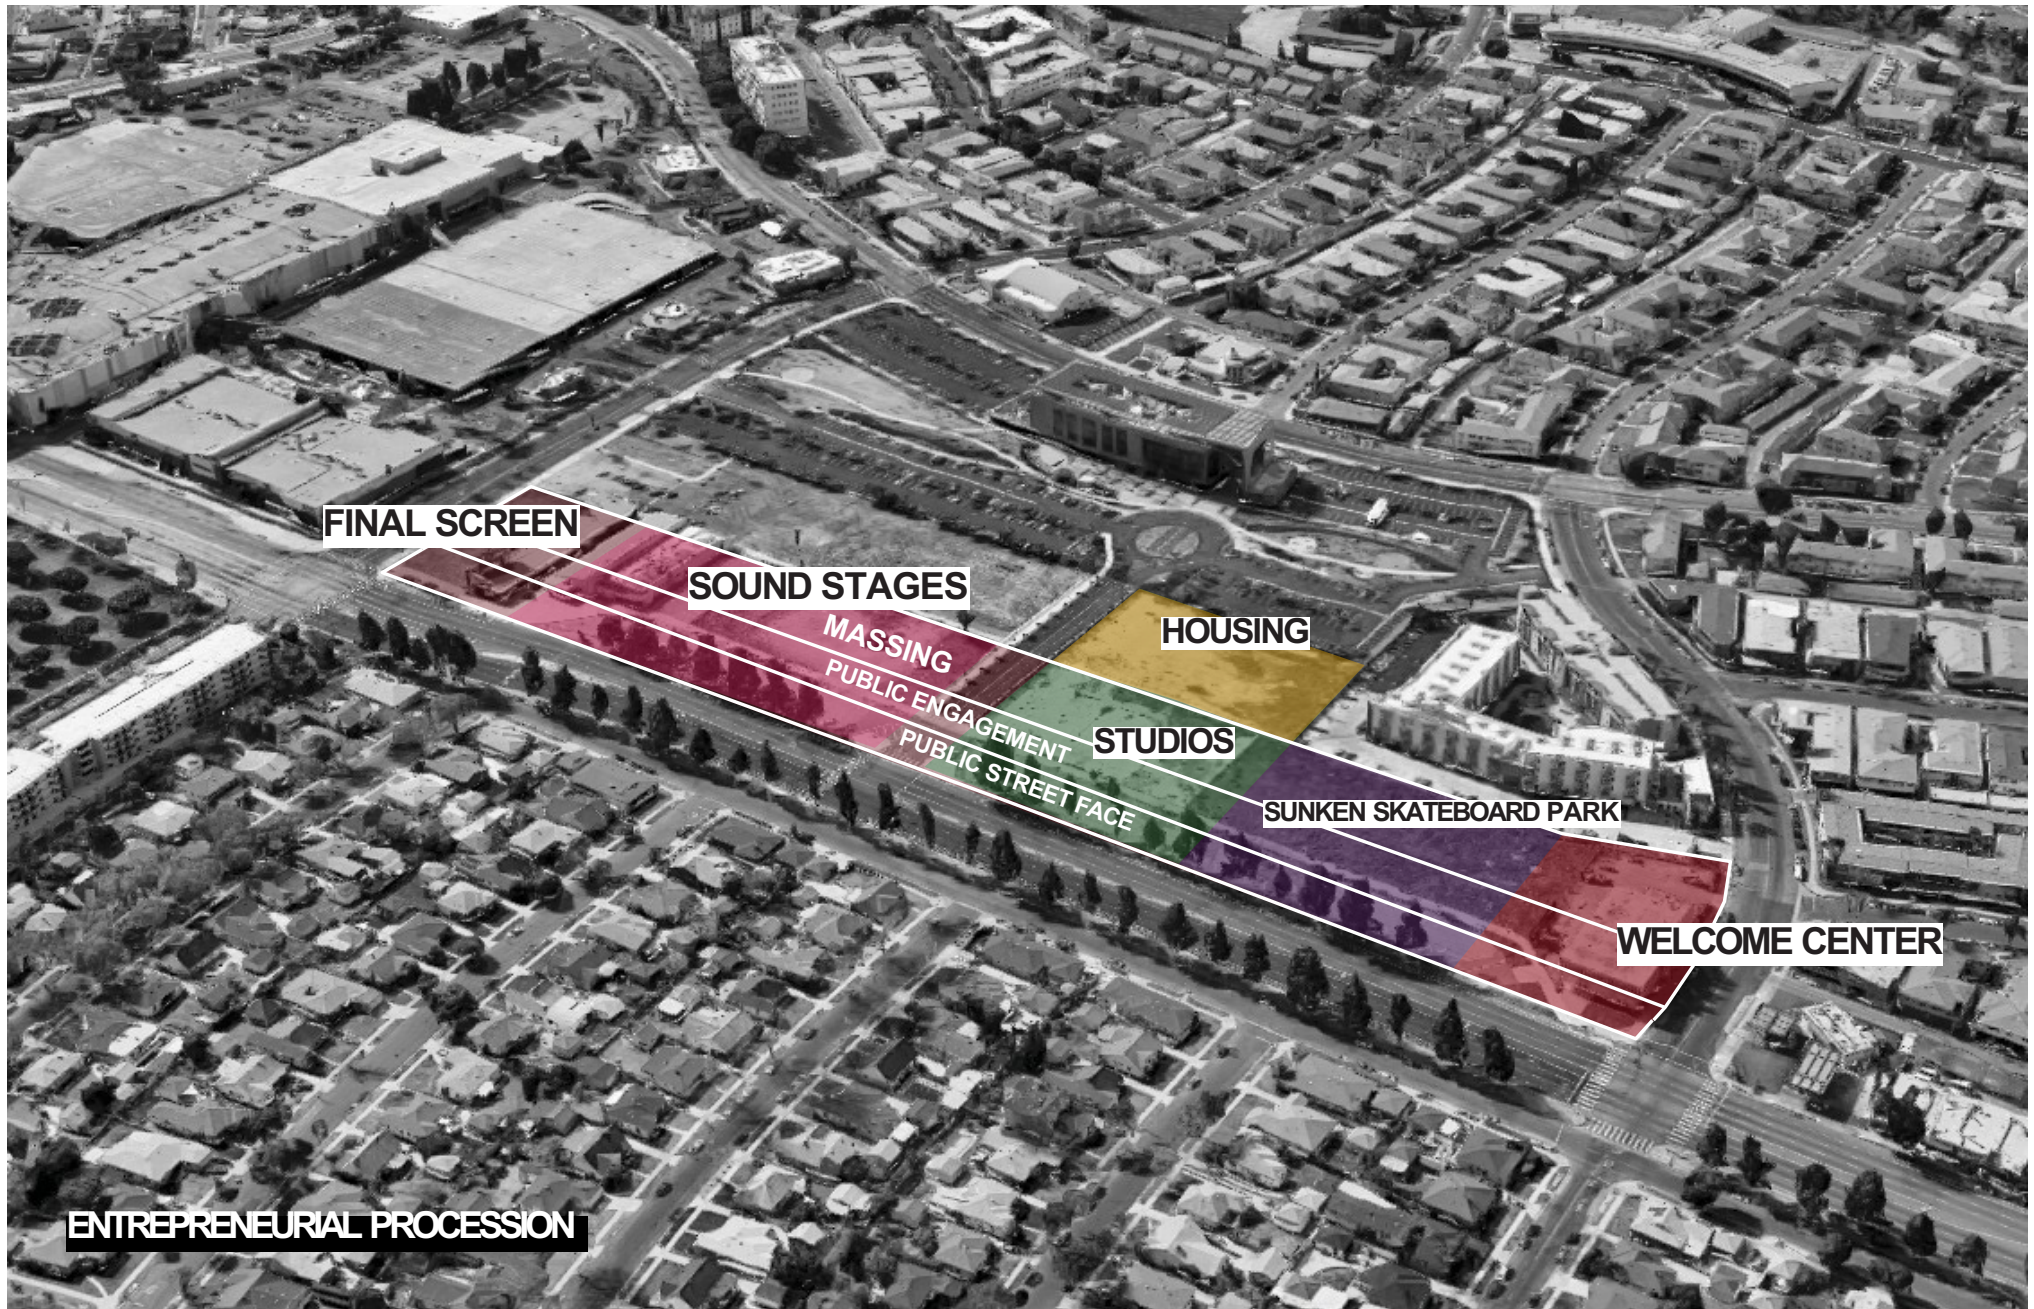 FINAL SCREEN
SOUND STAGES
MASSING
HOUSING
PUBLIC ENGAGEMENT
STUDIOS
PUBLIC STREET FACE
SUNKEN SKATEBOARD PARK
WELCOME CENTER
ENTREPRENEURIAL PROCESSION